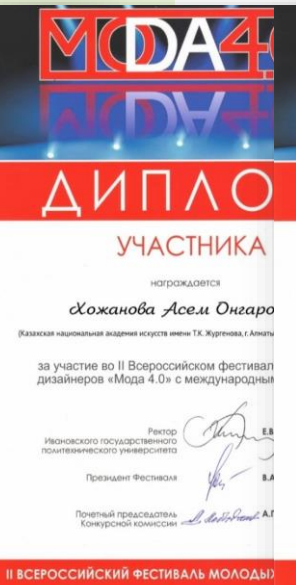 МОДА 4.0
ДИПЛО
УЧАСТНИКА
награждается
Хожанова Асем Онгаро
(Казахская национальная академия искусств имени Т.К. Жургенова, г. Алматы
за участие во II Всероссийском фестивал
дизайнеров «Мода 4.0» с международным
Ректор
Ивановского государственного
политехнического университета
Е.В
Президент Фестиваля
В.А
Почетный председатель
Конкурсной комиссии
А.Г
II ВСЕРОССИЙСКИЙ ФЕСТИВАЛЬ МОЛОДЫХ